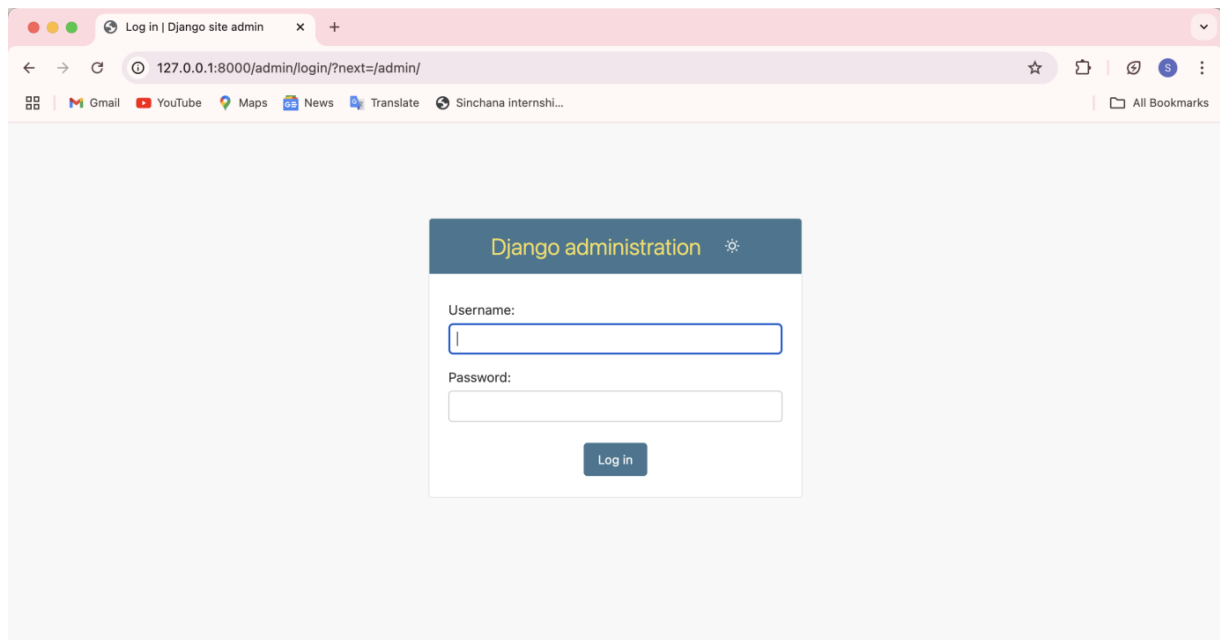 Log in | Django site admin
127.0.0.1:8000/admin/login/?next=/admin/
S
Gmail YouTube Maps GE News Translate Sinchana internshi... All Bookmarks
Django administration
Username:
Password:
Log in